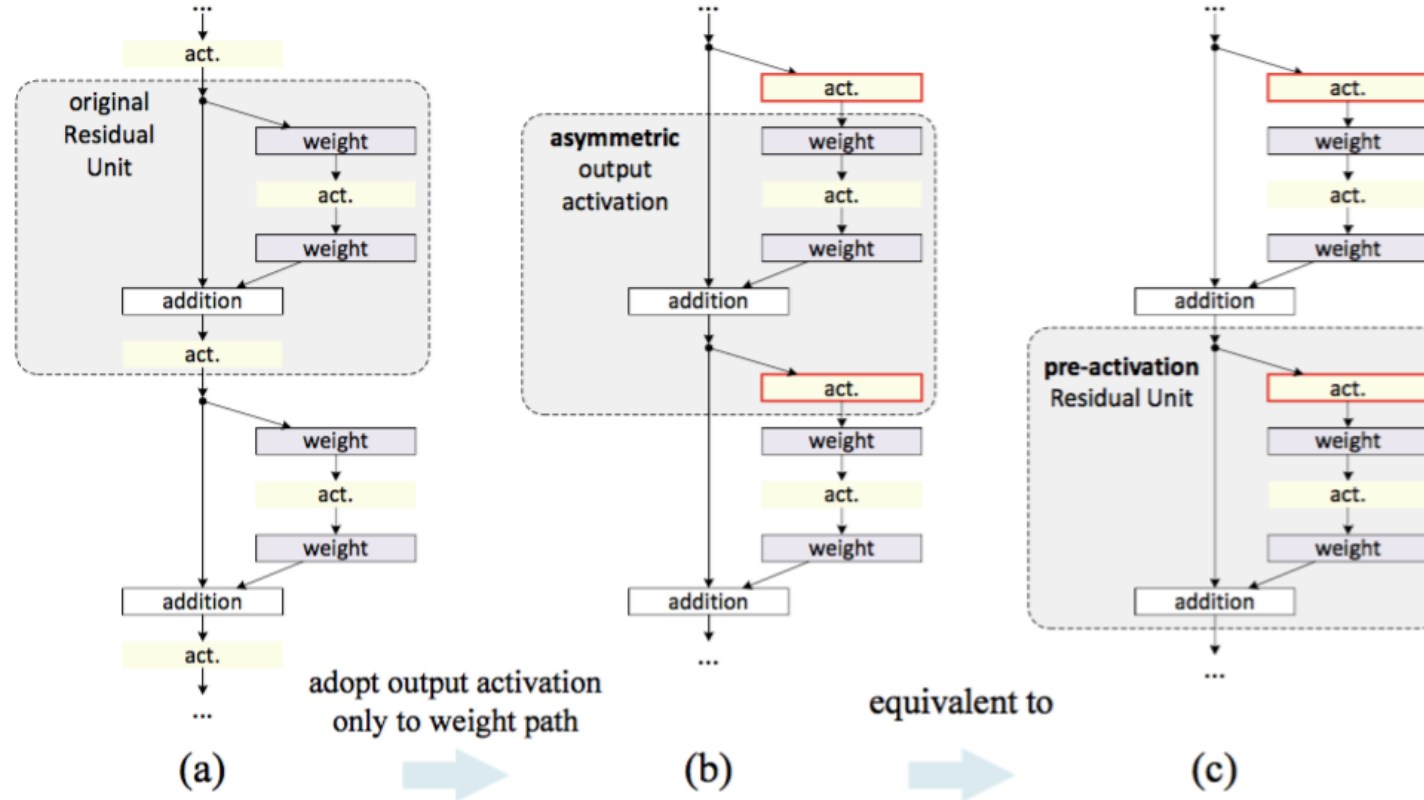 ...
act.
original
Residual
Unit
weight
act.
weight
addition
act.
weight
act.
weight
addition
act.
...
adopt output activation
only to weight path
(a)
...
act.
asymmetric
output
activation
weight
act.
weight
addition
act.
weight
act.
weight
addition
...
equivalent to
(b)
...
act.
weight
act.
weight
addition
pre-activation
Residual Unit
act.
weight
act.
weight
addition
...
(c)